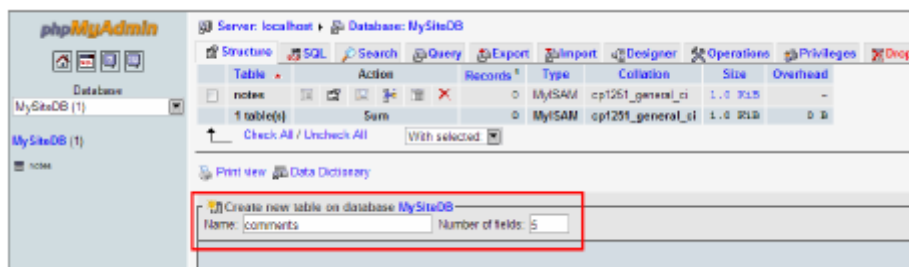 phpMyAdmin
Database
MySiteDB (1)
MySiteDB (1)
notes
Server: localhost ▸ Database: MySiteDB
Structure SQL Search Query Export Import Designer Operations Privileges Drop
Table Action Records Type Collation Size Overhead
notes 0 MyISAM cp1251_general_ci 1.0 KiB -
1 table(s) Sum 0 MyISAM cp1251_general_ci 1.0 KiB 0 B
Check All / Uncheck All With selected:
Print view Data Dictionary
Create new table on database MySiteDB
Name: comments Number of fields: 5